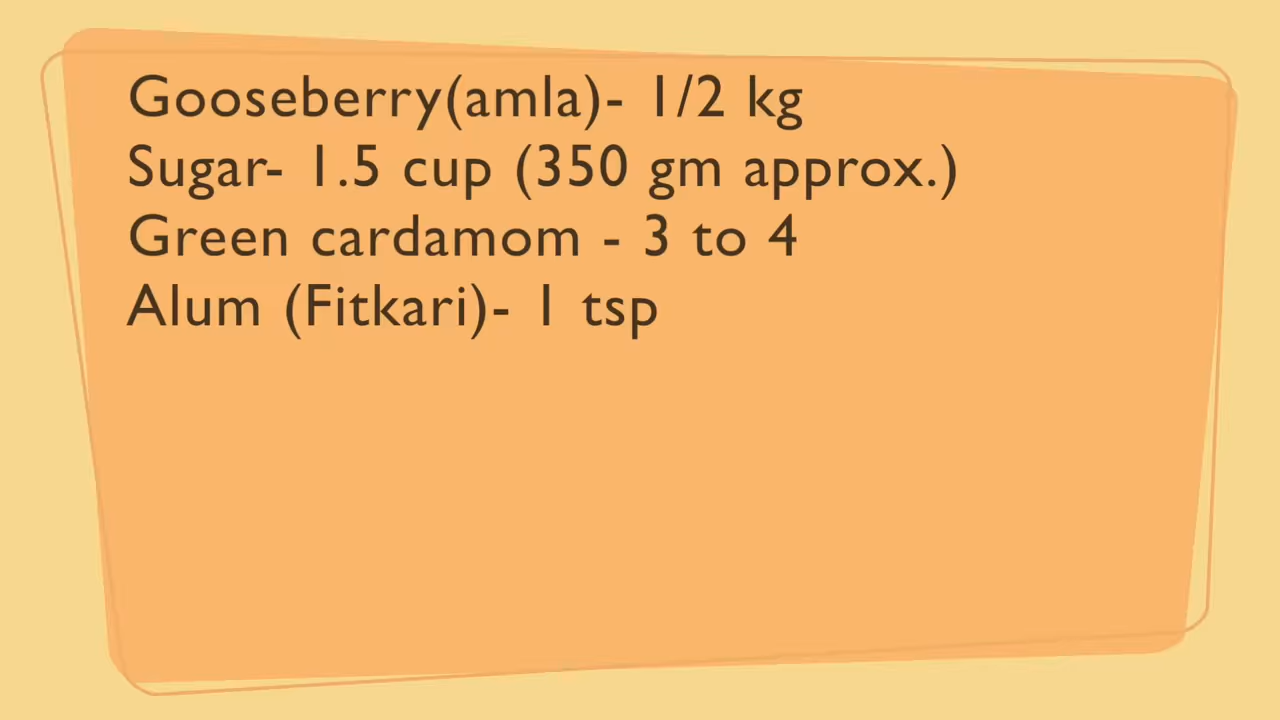 Gooseberry(amla)- 1/2 kg
Sugar- 1.5 cup (350 gm approx.)
Green cardamom - 3 to 4
Alum (Fitkari)- 1 tsp